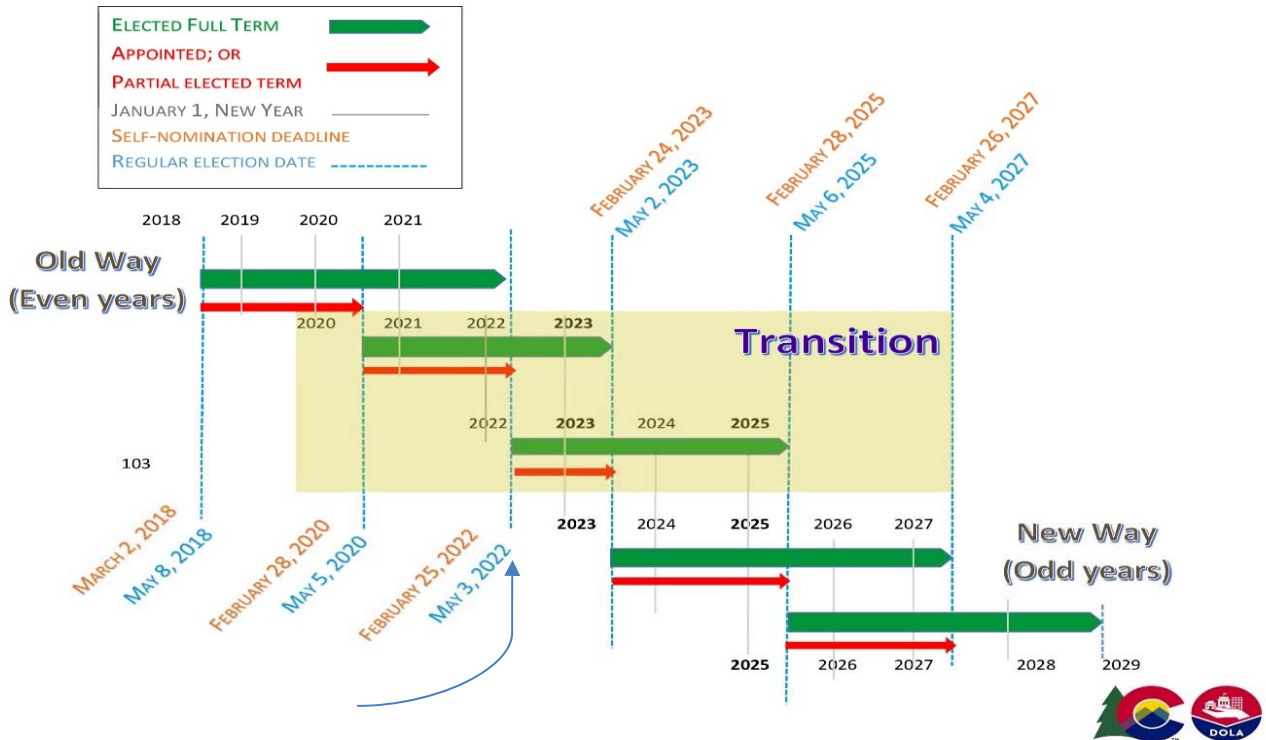 ELECTED FULL TERM
APPOINTED; OR
PARTIAL ELECTED TERM
JANUARY 1, NEW YEAR
SELF-NOMINATION DEADLINE
REGULAR ELECTION DATE
FEBRUARY 24, 2023
MAY 2, 2023
FEBRUARY 28, 2025
MAY 6, 2025
FEBRUARY 26, 2027
MAY 4, 2027
2018 2019 2020 2021
Old Way
(Even years)
2020 2021 2022 2023
Transition
2022 2023 2024 2025
103
2023 2024 2025 2026 2027
MARCH 2, 2018
MAY 8, 2018
FEBRUARY 28, 2020
MAY 5, 2020
FEBRUARY 25, 2022
MAY 3, 2022
New Way
(Odd years)
2025 2026 2027 2028 2029
DOLA